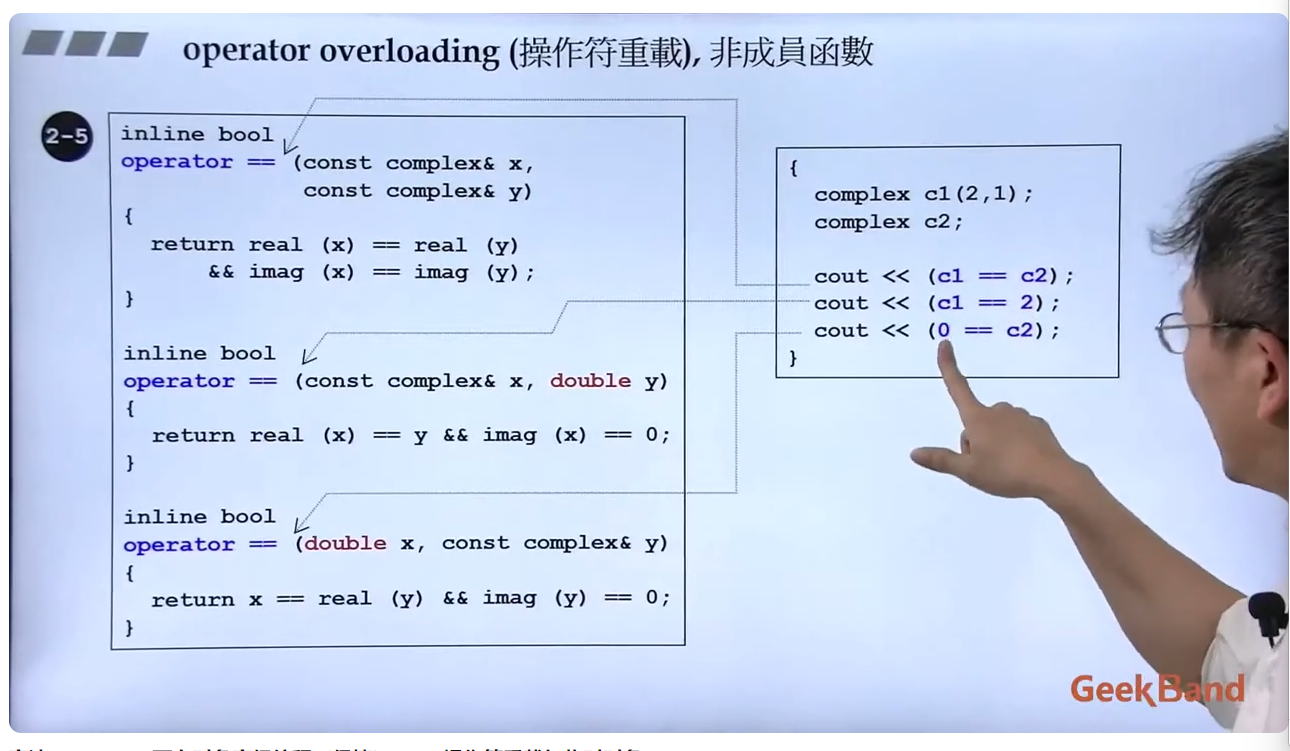 operator overloading (操作符重載), 非成員函數
2-5
inline bool
operator == (const complex& x,
const complex& y)
{
return real (x) == real (y)
&& imag (x) == imag (y);
}
inline bool
operator == (const complex& x, double y)
{
return real (x) == y && imag (x) == 0;
}
inline bool
operator == (double x, const complex& y)
{
return x == real (y) && imag (y) == 0;
}
{
complex c1(2,1);
complex c2;
cout << (c1 == c2);
cout << (c1 == 2);
cout << (0 == c2);
}
GeekBand